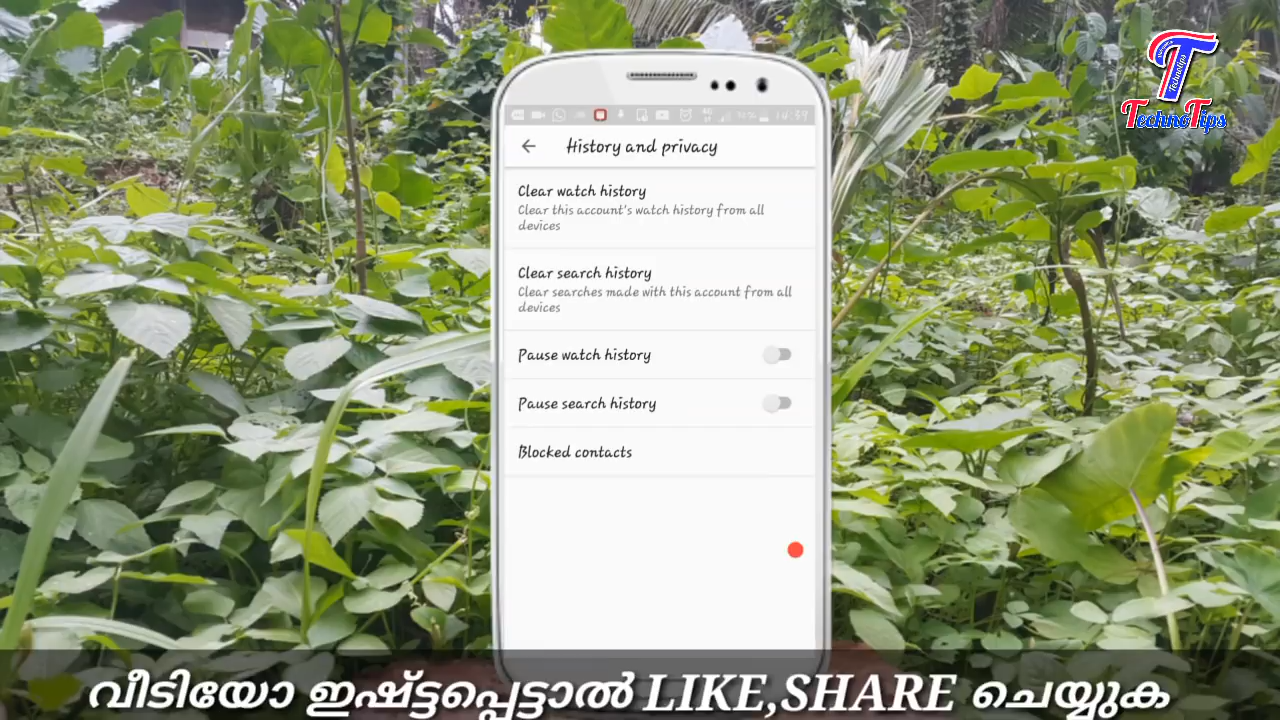 TechnoTips
History and privacy
Clear watch history
Clear this account's watch history from all
devices
Clear search history
Clear searches made with this account from all
devices
Pause watch history
Pause search history
Blocked contacts
വീഡിയോ ഇഷ്ട്ടപ്പെട്ടാൽ LIKE,SHARE ചെയ്യുക